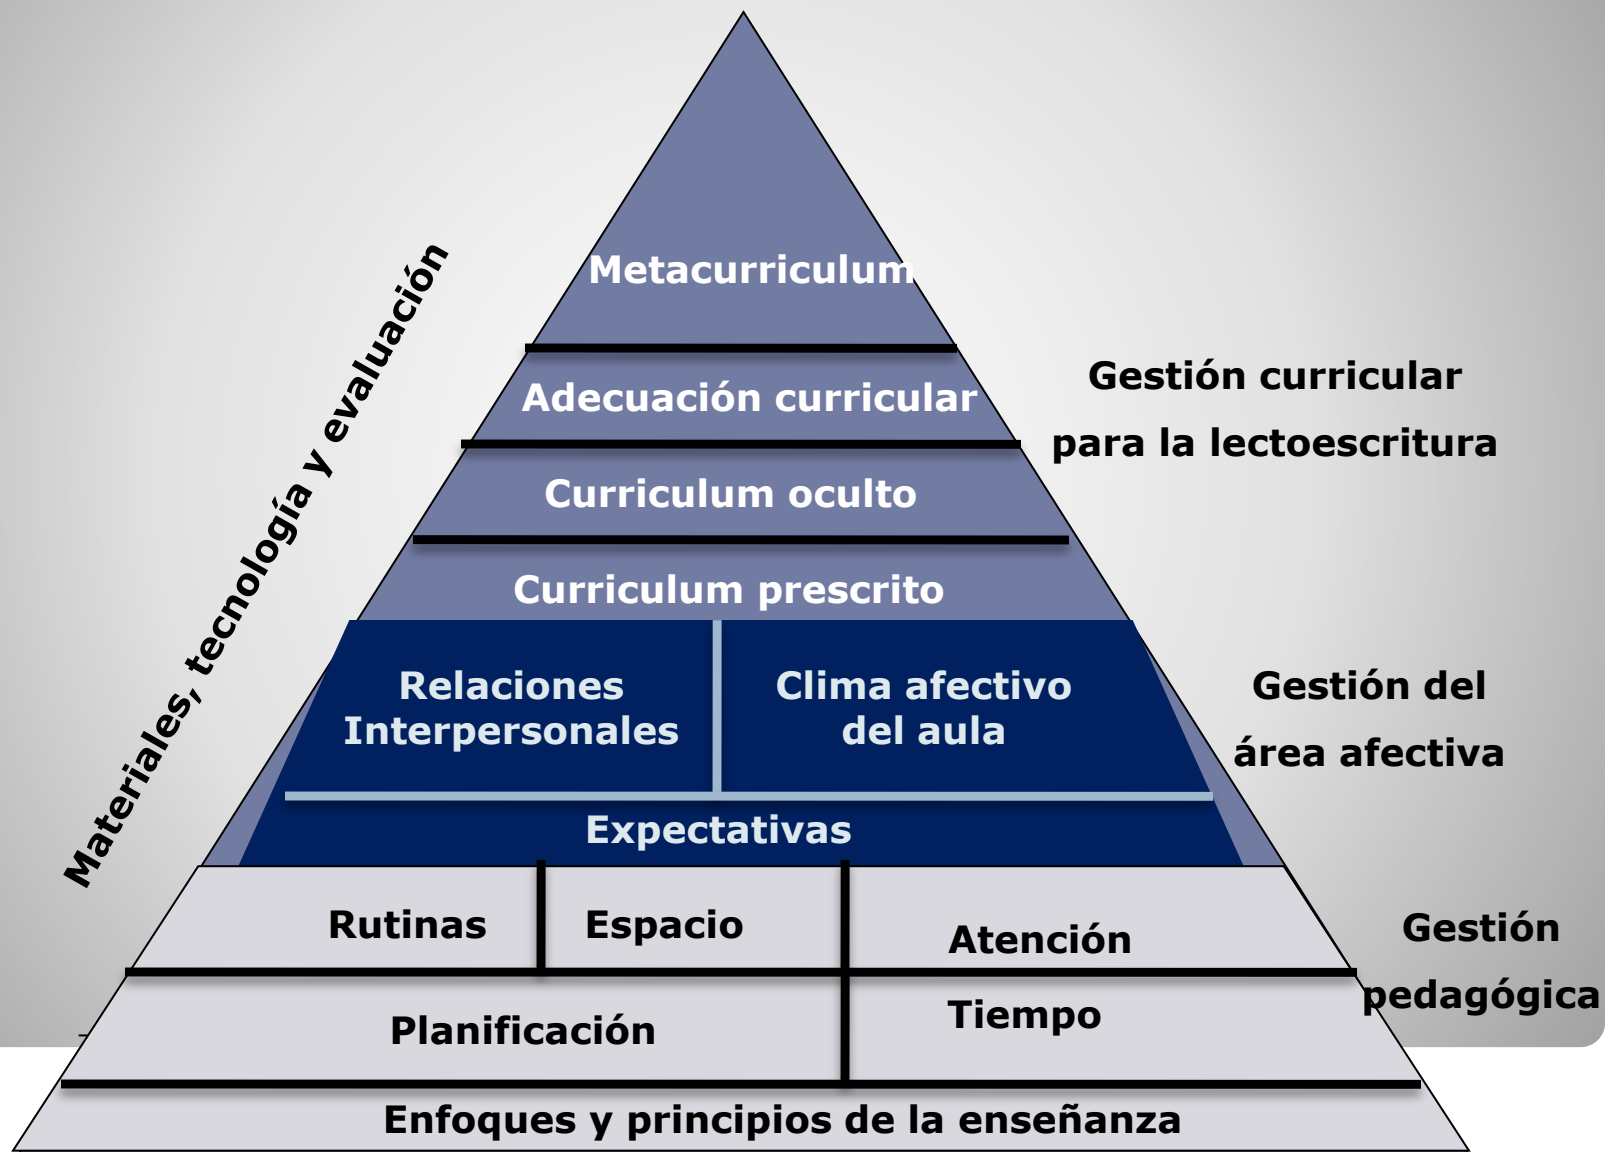 Metacurriculum
Adecuación curricular
Curriculum oculto
Curriculum prescrito
Relaciones
Interpersonales
Clima afectivo
del aula
Expectativas
Rutinas
Espacio
Atención
Planificación
Tiempo
Enfoques y principios de la enseñanza
Materiales, tecnología y evaluación
Gestión curricular
para la lectoescritura
Gestión del
área afectiva
Gestión
pedagógica